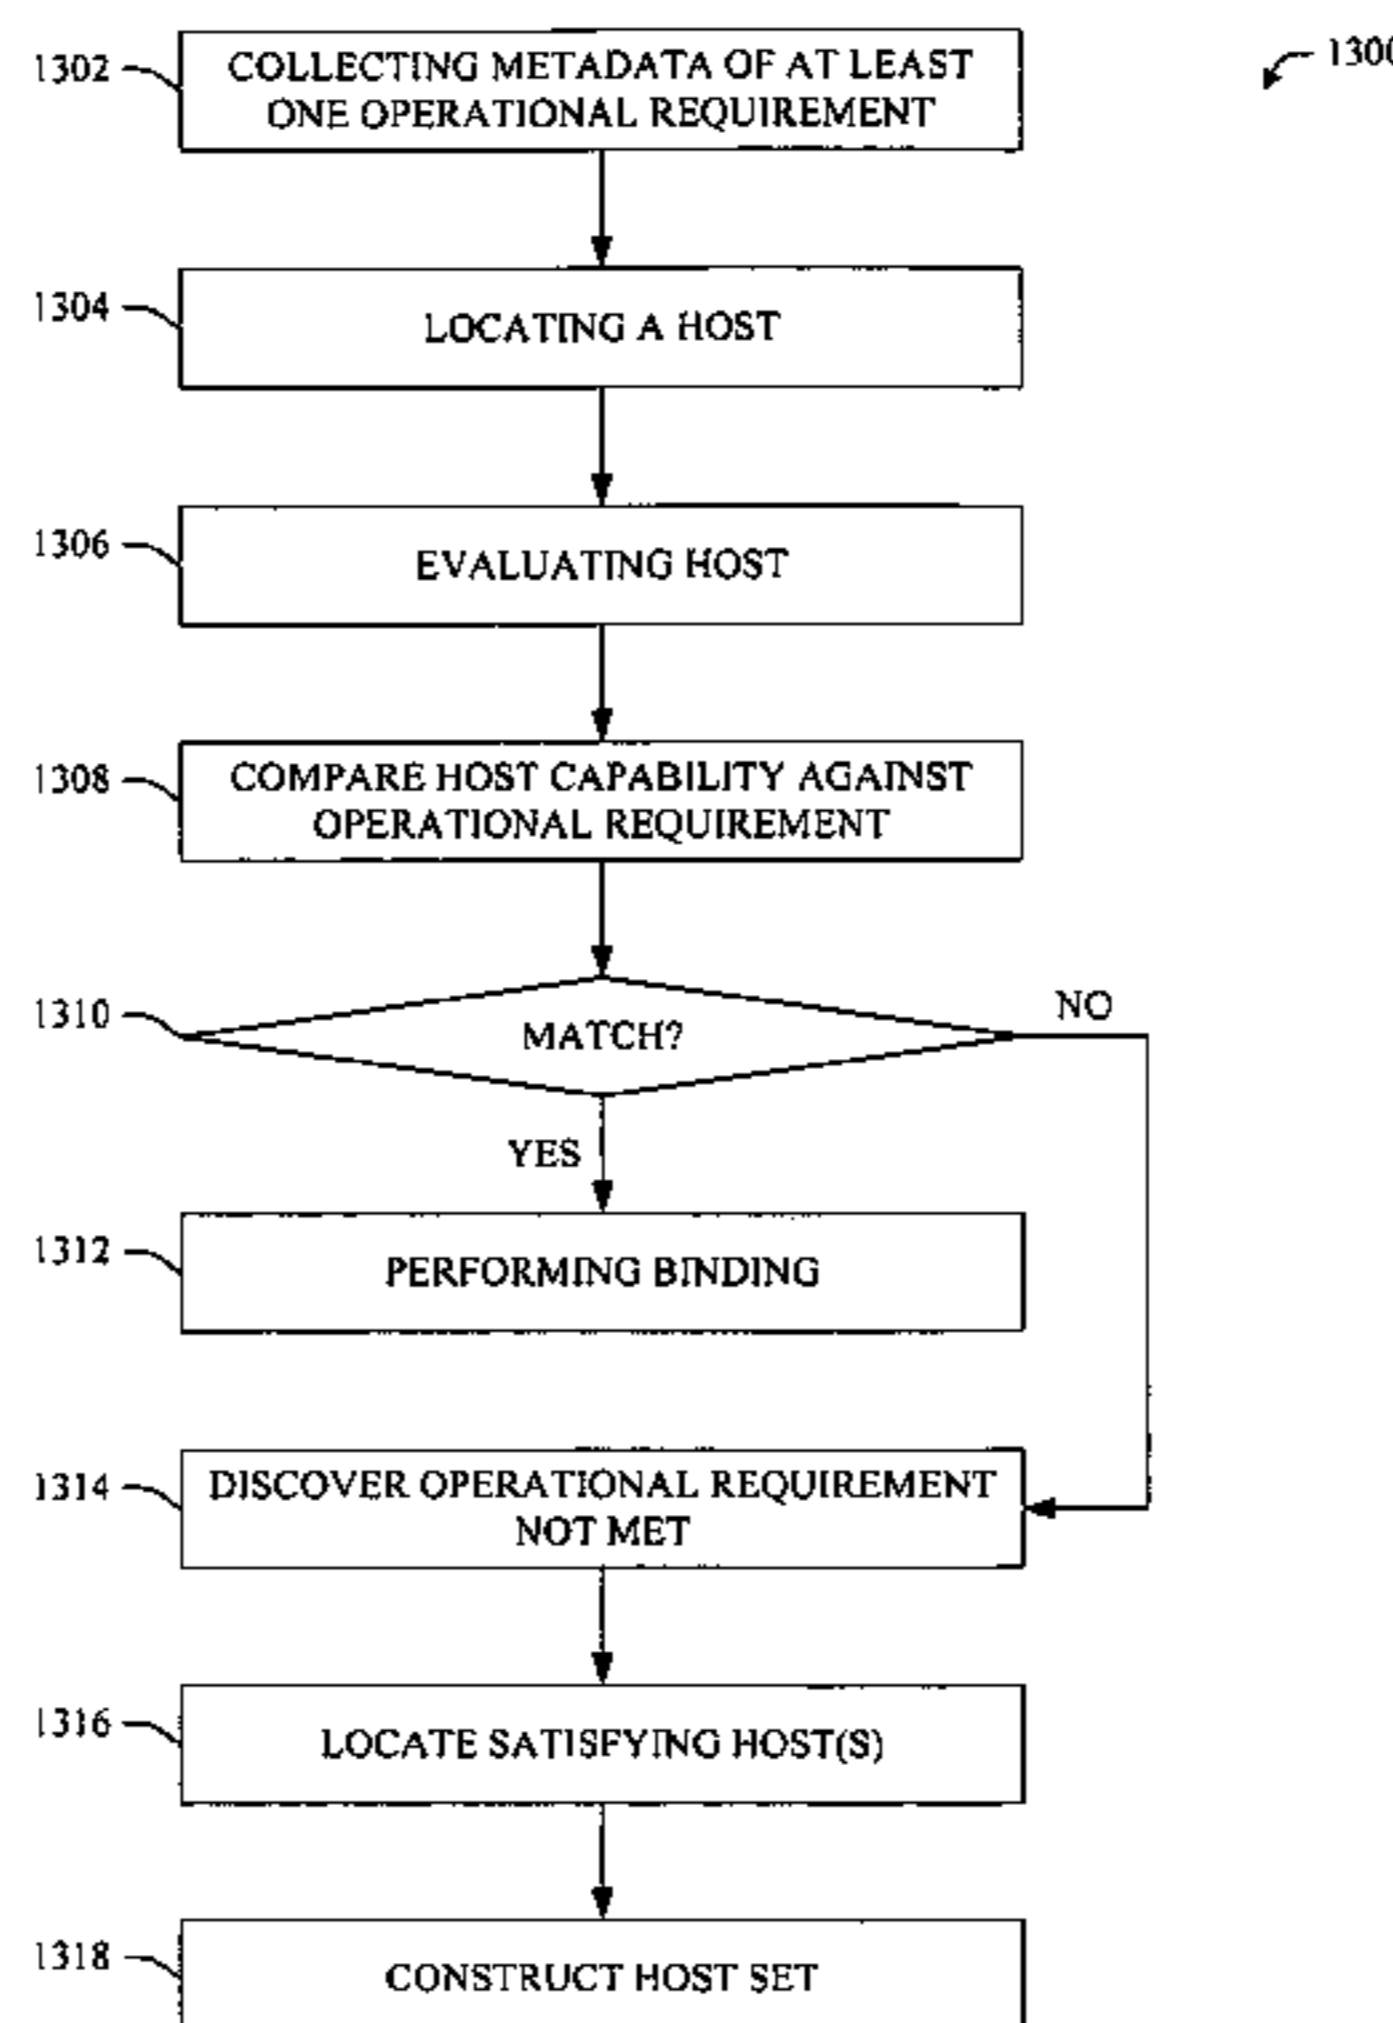 1300
1302
COLLECTING METADATA OF AT LEAST
ONE OPERATIONAL REQUIREMENT
1304
LOCATING A HOST
1306
EVALUATING HOST
1308
COMPARE HOST CAPABILITY AGAINST
OPERATIONAL REQUIREMENT
1310
MATCH?
NO
YES
1312
PERFORMING BINDING
1314
DISCOVER OPERATIONAL REQUIREMENT
NOT MET
1316
LOCATE SATISFYING HOST(S)
1318
CONSTRUCT HOST SET